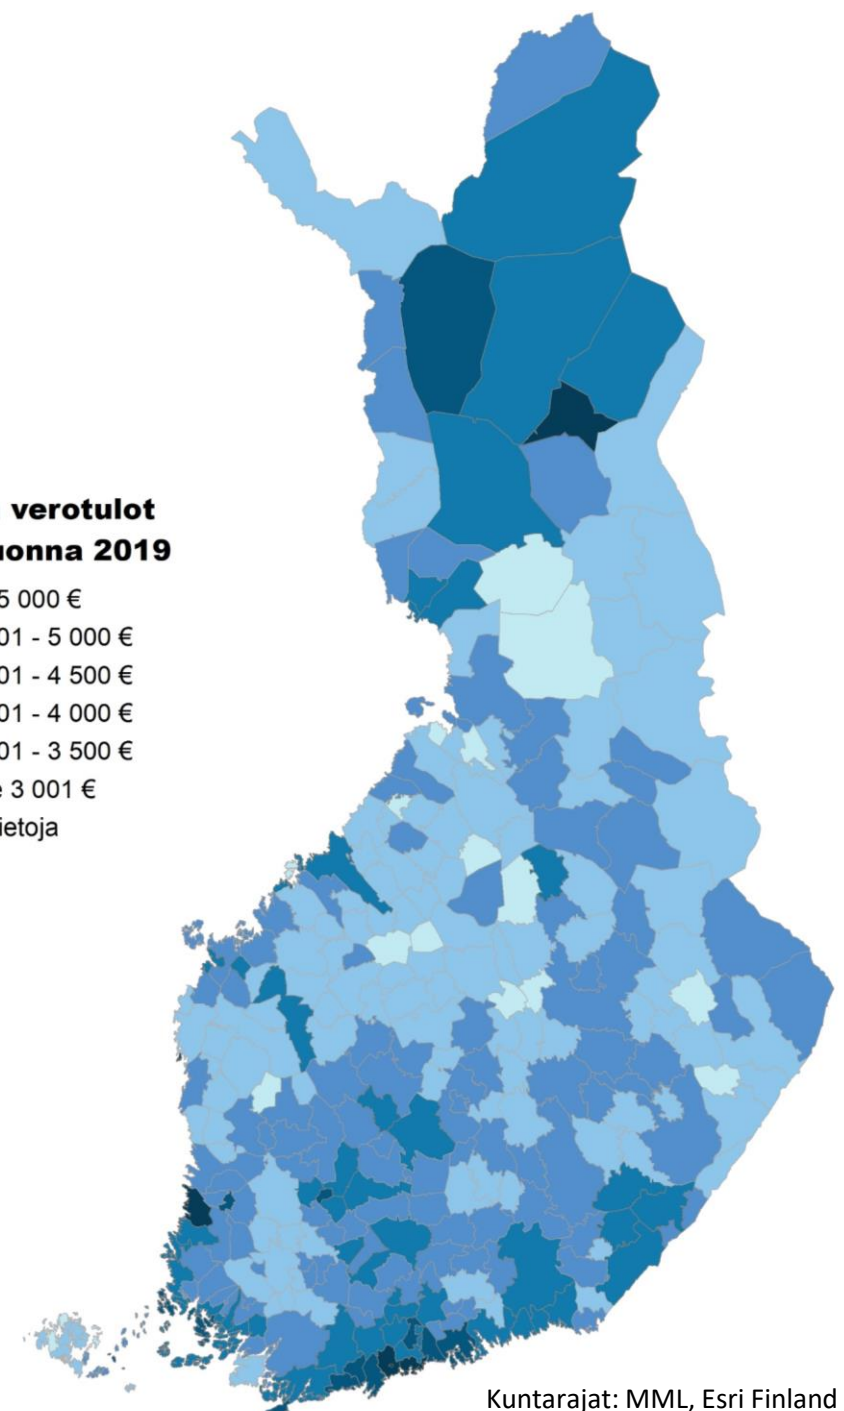 verotulot
uonna 2019
5 000 €
01 - 5 000 €
01 - 4 500 €
01 - 4 000 €
01 - 3 500 €
e 3 001 €
ietoja
Kuntarajat: MML, Esri Finland